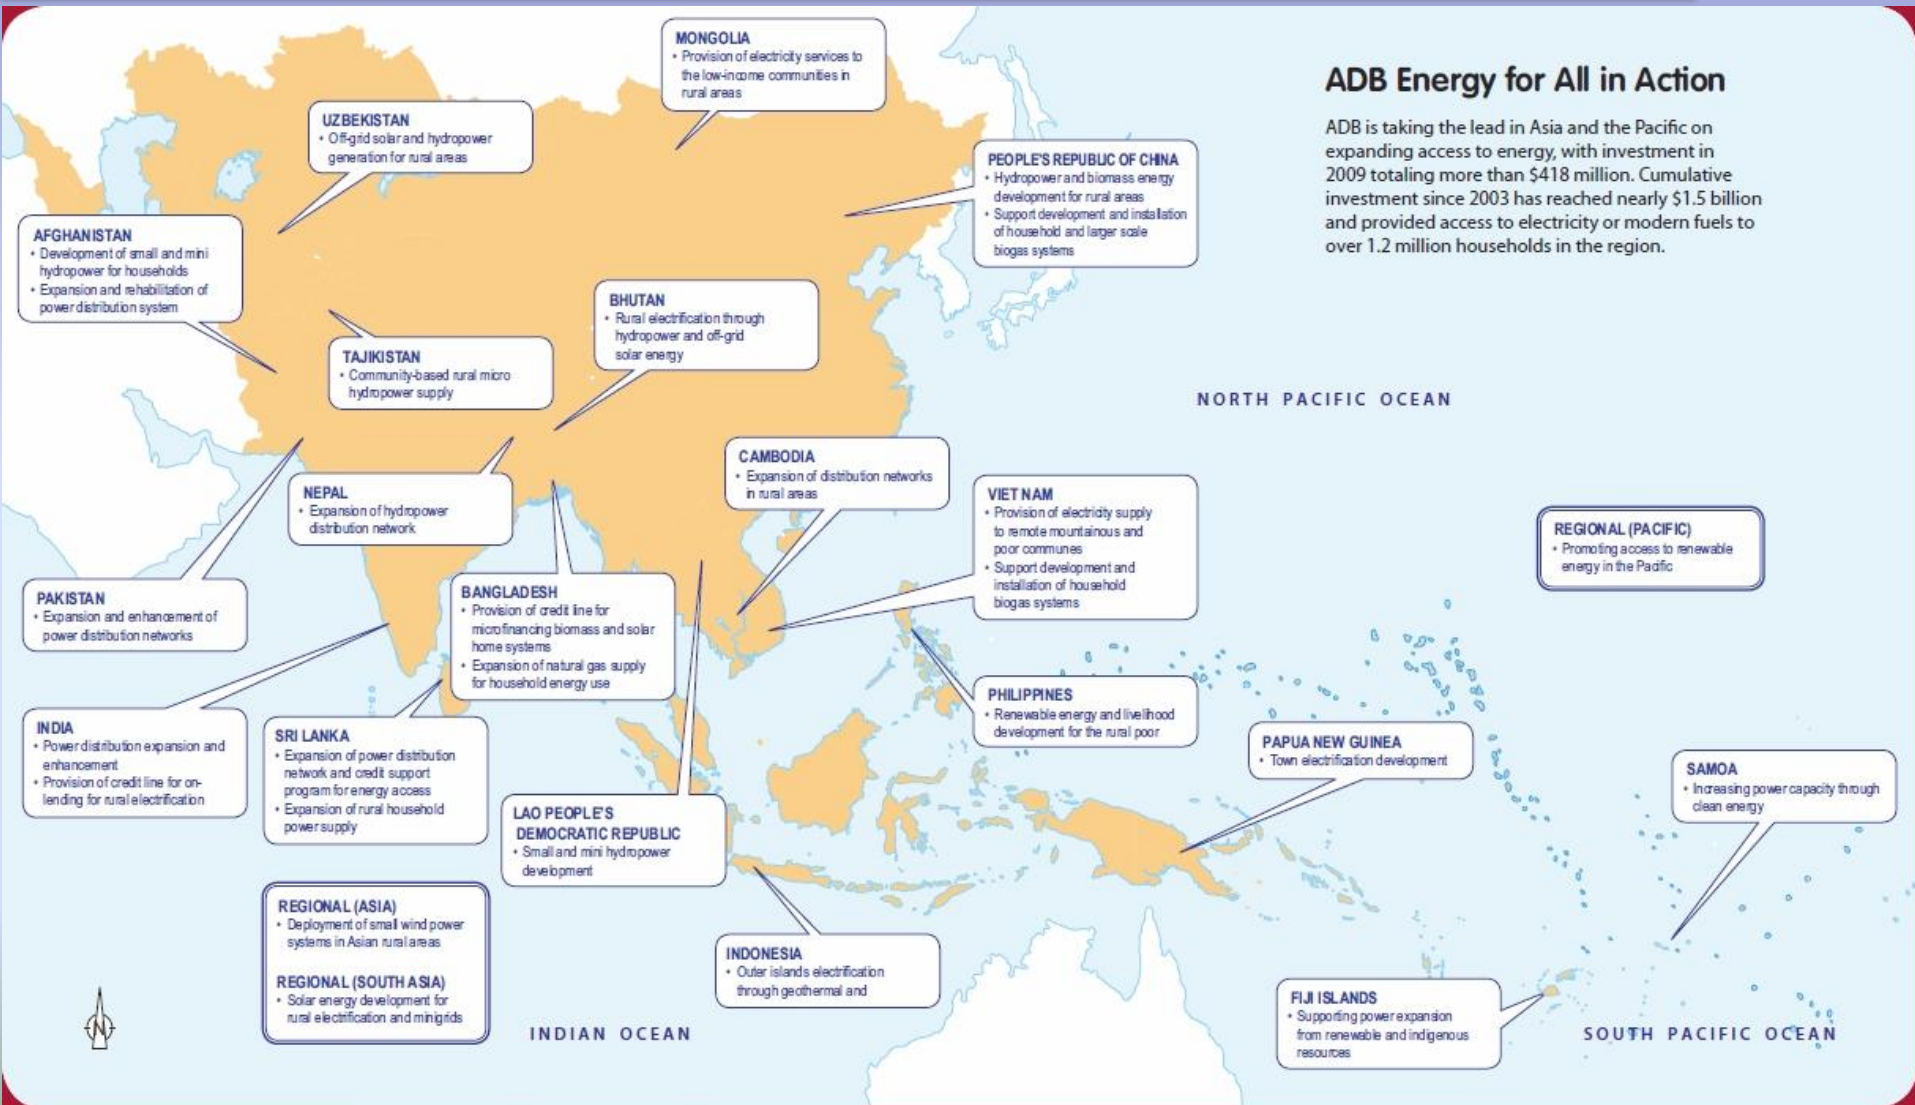 ADB Energy for All in Action
ADB is taking the lead in Asia and the Pacific on
expanding access to energy, with investment in
2009 totaling more than $418 million. Cumulative
investment since 2003 has reached nearly $1.5 billion
and provided access to electricity or modern fuels to
over 1.2 million households in the region.
MONGOLIA
• Provision of electricity services to
the low-income communities in
rural areas
UZBEKISTAN
• Off-grid solar and hydropower
generation for rural areas
PEOPLE'S REPUBLIC OF CHINA
• Hydropower and biomass energy
development for rural areas
• Support development and installation
of household and larger scale
biogas systems
AFGHANISTAN
• Development of small and mini
hydropower for households
• Expansion and rehabilitation of
power distribution system
BHUTAN
• Rural electrification through
hydropower and off-grid
solar energy
TAJIKISTAN
• Community-based rural micro
hydropower supply
NORTH PACIFIC OCEAN
CAMBODIA
• Expansion of distribution networks
in rural areas
NEPAL
• Expansion of hydropower
distribution network
VIET NAM
• Provision of electricity supply
to remote mountainous and
poor communes
• Support development and
installation of household
biogas systems
REGIONAL (PACIFIC)
• Promoting access to renewable
energy in the Pacific
PAKISTAN
• Expansion and enhancement of
power distribution networks
BANGLADESH
• Provision of credit line for
microfinancing biomass and solar
home systems
• Expansion of natural gas supply
for household energy use
PHILIPPINES
• Renewable energy and livelihood
development for the rural poor
INDIA
• Power distribution expansion and
enhancement
• Provision of credit line for on-
lending for rural electrification
SRI LANKA
• Expansion of power distribution
network and credit support
program for energy access
• Expansion of rural household
power supply
PAPUA NEW GUINEA
• Town electrification development
SAMOA
• Increasing power capacity through
clean energy
LAO PEOPLE'S
DEMOCRATIC REPUBLIC
• Small and mini hydropower
development
REGIONAL (ASIA)
• Deployment of small wind power
systems in Asian rural areas
REGIONAL (SOUTH ASIA)
• Solar energy development for
rural electrification and minigrids
INDONESIA
• Outer islands electrification
through geothermal and
FIJI ISLANDS
• Supporting power expansion
from renewable and indigenous
resources
N
INDIAN OCEAN
SOUTH PACIFIC OCEAN